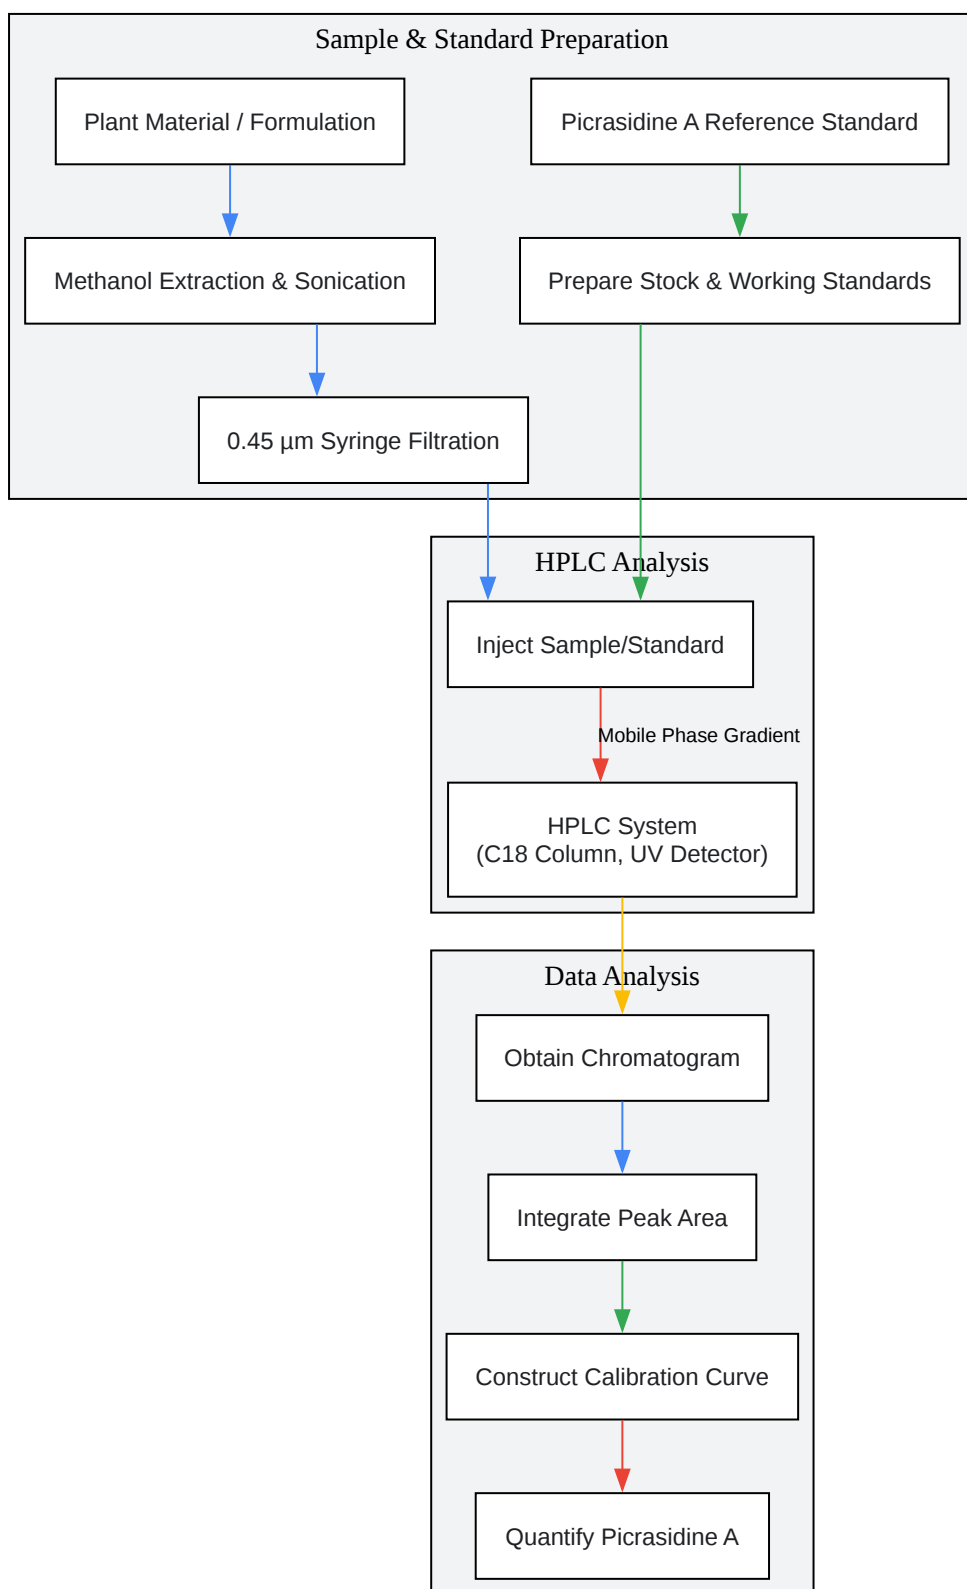 Sample & Standard Preparation
Plant Material / Formulation
Picrasidine A Reference Standard
Methanol Extraction & Sonication
Prepare Stock & Working Standards
0.45 µm Syringe Filtration
HPLC Analysis
Inject Sample/Standard
Mobile Phase Gradient
HPLC System
(C18 Column, UV Detector)
Data Analysis
Obtain Chromatogram
Integrate Peak Area
Construct Calibration Curve
Quantify Picrasidine A